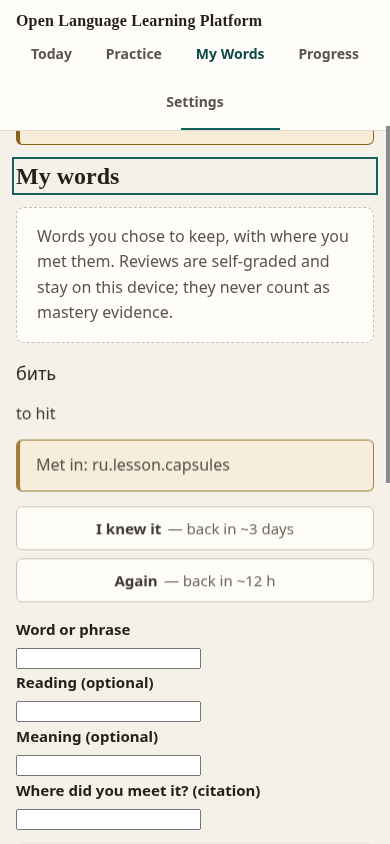 Open Language Learning Platform
Today Practice My Words Progress
Settings
My words
Words you chose to keep, with where you
met them. Reviews are self-graded and
stay on this device; they never count as
mastery evidence.
бить
to hit
Met in: ru.lesson.capsules
I knew it — back in ~3 days
Again — back in ~12 h
Word or phrase
Reading (optional)
Meaning (optional)
Where did you meet it? (citation)